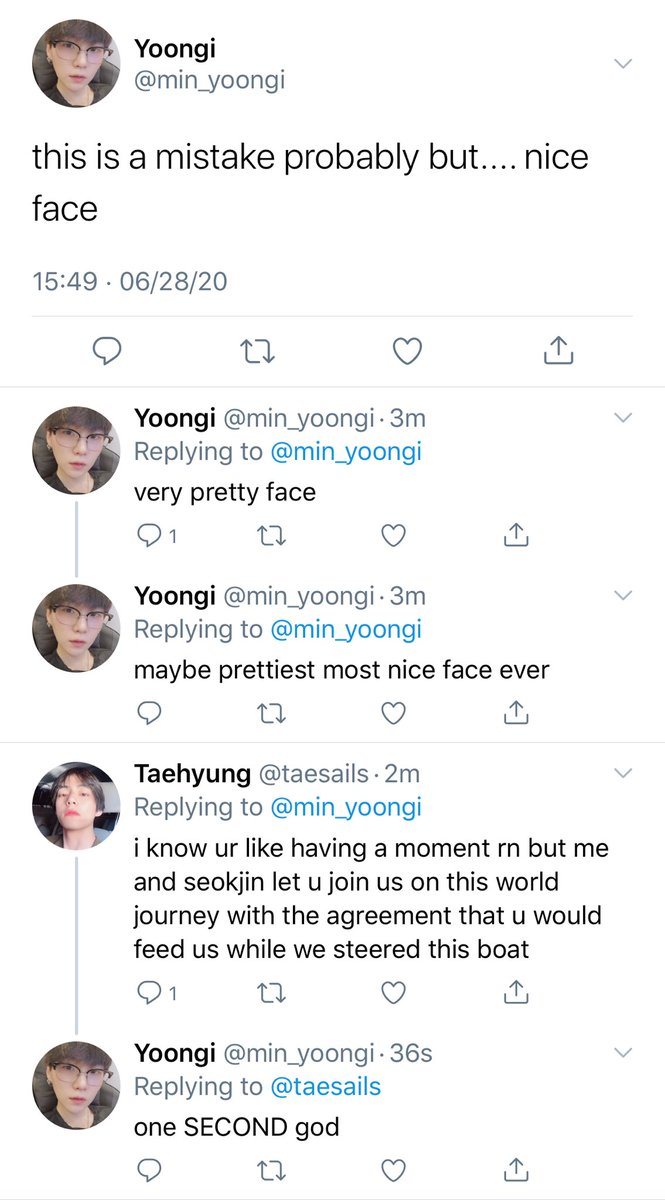 Yoongi
@min_yoongi
this is a mistake probably but.... nice
face
15:49 · 06/28/20
Yoongi @min_yoongi · 3m
Replying to @min_yoongi
very pretty face
1
Yoongi @min_yoongi · 3m
Replying to @min_yoongi
maybe prettiest most nice face ever
Taehyung @taesails · 2m
Replying to @min_yoongi
i know ur like having a moment rn but me
and seokjin let u join us on this world
journey with the agreement that u would
feed us while we steered this boat
1
Yoongi @min_yoongi · 36s
Replying to @taesails
one SECOND god